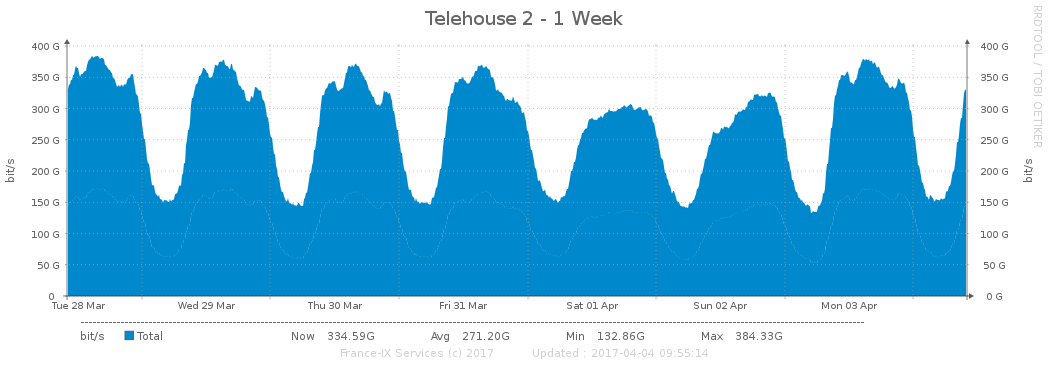 Telehouse 2 - 1 Week
RRDTOOL / TOBI OETIKER
400 G 400 G
350 G 350 G
300 G 300 G
250 G 250 G
200 G 200 G
150 G 150 G
100 G 100 G
50 G 50 G
0 0 G
bit/s bit/s
Tue 28 Mar Wed 29 Mar Thu 30 Mar Fri 31 Mar Sat 01 Apr Sun 02 Apr Mon 03 Apr
bit/s Total Now 334.59G Avg 271.20G Min 132.86G Max 384.33G
France-IX Services (c) 2017 Updated : 2017-04-04 09:55:14